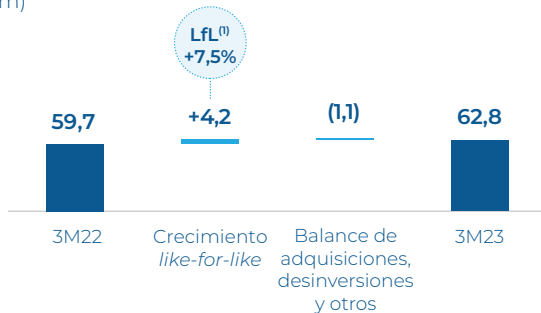 m)
LfL(1)
+7,5%
59,7
+4,2
(1,1)
62,8
3M22
Crecimiento
like-for-like
Balance de
adquisiciones,
desinversiones
y otros
3M23